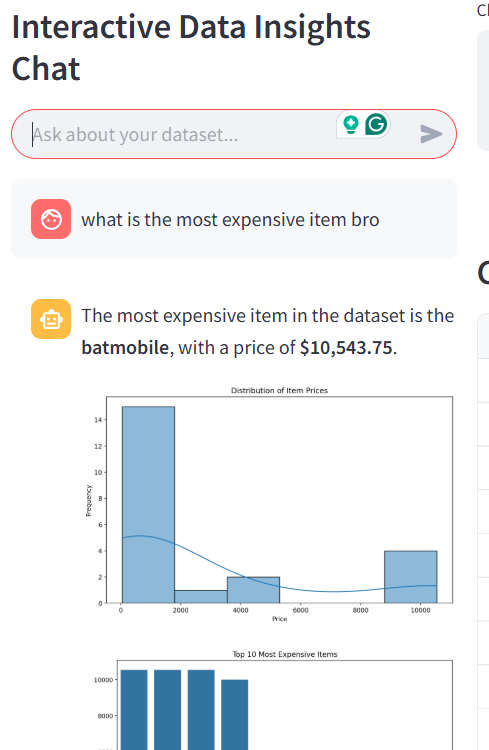 Interactive Data Insights
Chat
Ask about your dataset...
what is the most expensive item bro
The most expensive item in the dataset is the
batmobile, with a price of $10,543.75.
Distribution of Item Prices
14
12
10
8
6
4
2
0
Frequency
0 2000 4000 6000 8000 10000
Price
Top 10 Most Expensive Items
10000
8000